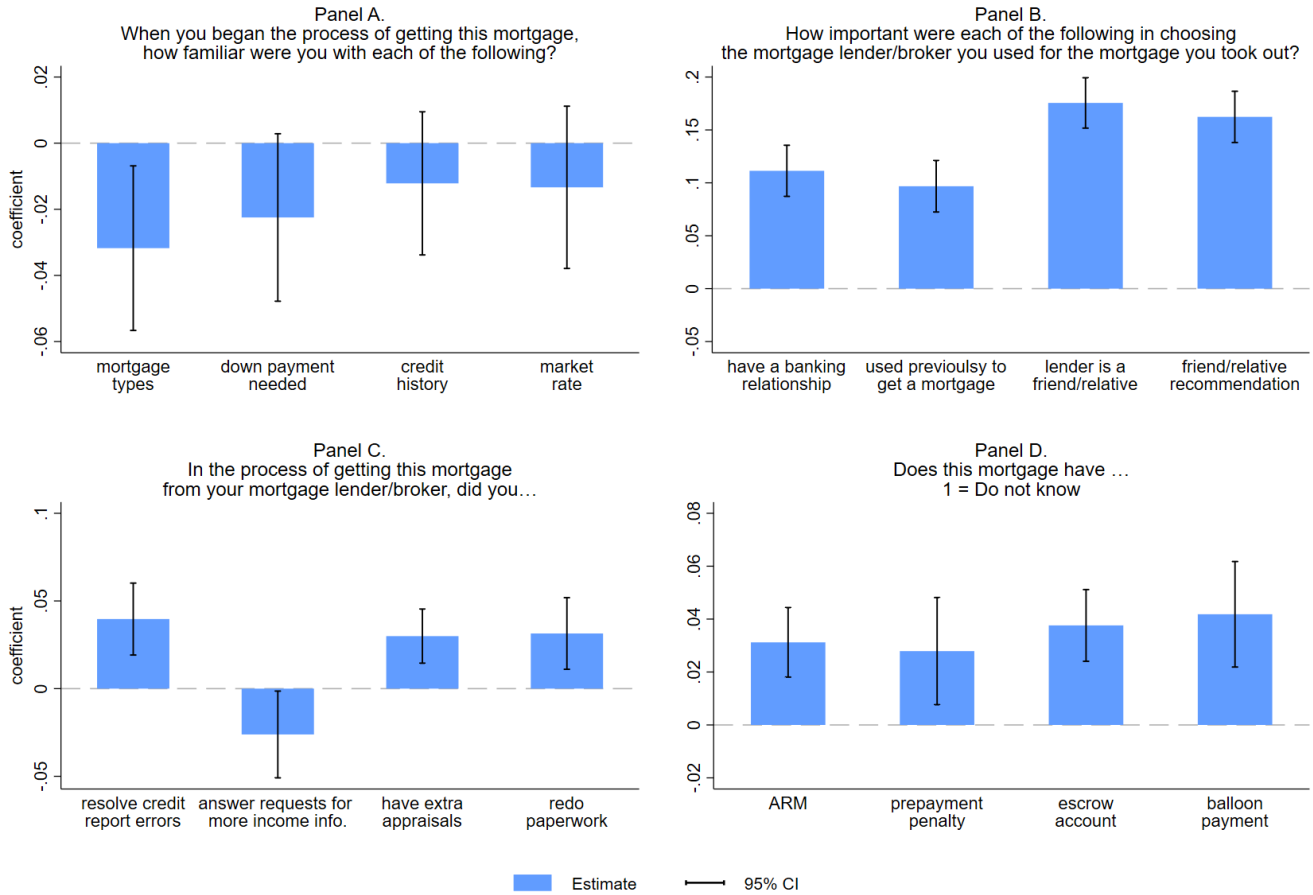 Panel A.
When you began the process of getting this mortgage,
how familiar were you with each of the following?
coefficient
.02
0
-.02
-.04
-.06
mortgage
types
down payment
needed
credit
history
market
rate
Panel B.
How important were each of the following in choosing
the mortgage lender/broker you used for the mortgage you took out?
.2
.15
.1
.05
0
-.05
have a banking
relationship
used previoulsy to
get a mortgage
lender is a
friend/relative
friend/relative
recommendation
Panel C.
In the process of getting this mortgage
from your mortgage lender/broker, did you…
coefficient
.1
.05
0
-.05
resolve credit
report errors
answer requests for
more income info.
have extra
appraisals
redo
paperwork
Panel D.
Does this mortgage have …
1 = Do not know
.08
.06
.04
.02
0
-.02
ARM
prepayment
penalty
escrow
account
balloon
payment
Estimate
95% CI